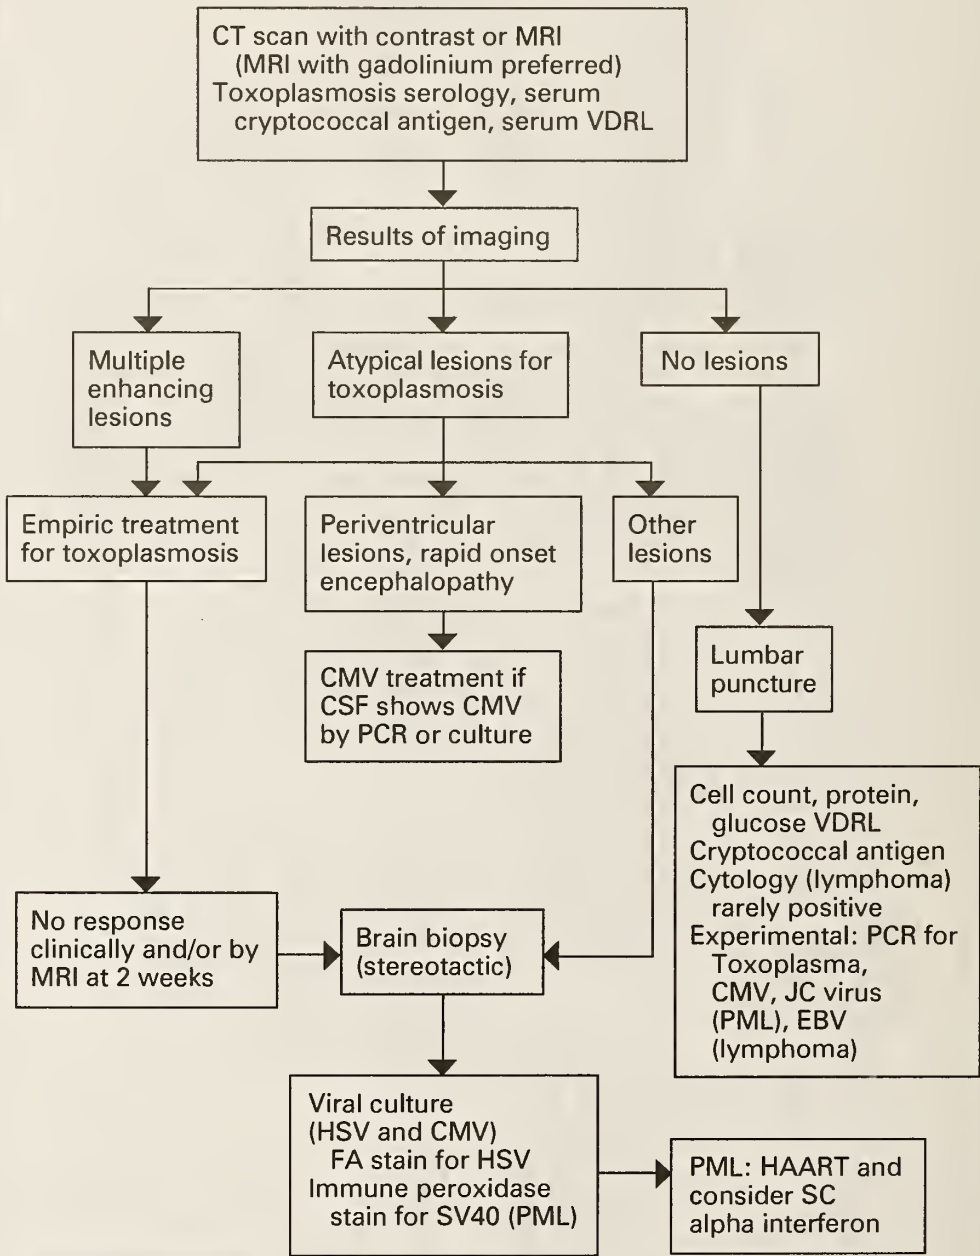 CT scan with contrast or MRI
(MRI with gadolinium preferred)
Toxoplasmosis serology, serum
cryptococcal antigen, serum VDRL
Results of imaging
Multiple
enhancing
lesions
Atypical lesions for
toxoplasmosis
No lesions
Empiric treatment
for toxoplasmosis
Periventricular
lesions, rapid onset
encephalopathy
Other
lesions
CMV treatment if
CSF shows CMV
by PCR or culture
Lumbar
puncture
Cell count, protein,
glucose VDRL
Cryptococcal antigen
Cytology (lymphoma)
rarely positive
Experimental: PCR for
Toxoplasma,
CMV, JC virus
(PML), EBV
(lymphoma)
No response
clinically and/or by
MRI at 2 weeks
Brain biopsy
(stereotactic)
Viral culture
(HSV and CMV)
FA stain for HSV
Immune peroxidase
stain for SV40 (PML)
PML: HAART and
consider SC
alpha interferon